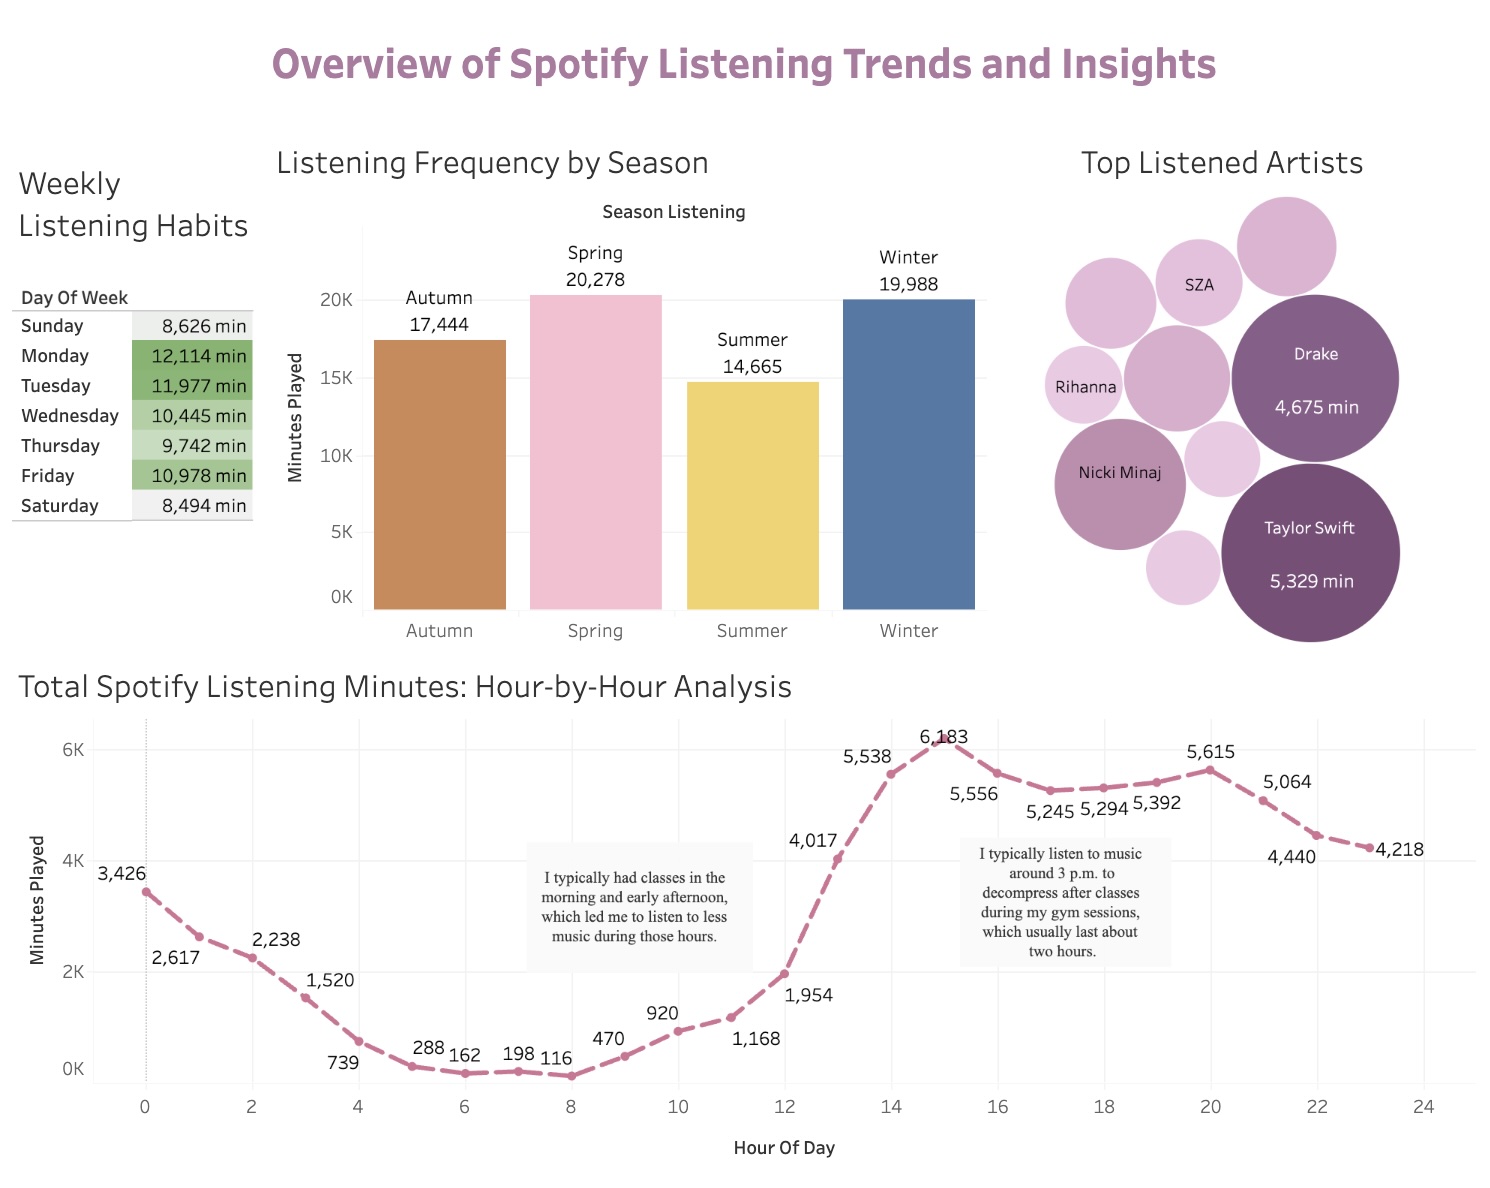 Overview of Spotify Listening Trends and Insights
Weekly
Listening Habits
Day Of Week
Sunday 8,626 min
Monday 12,114 min
Tuesday 11,977 min
Wednesday 10,445 min
Thursday 9,742 min
Friday 10,978 min
Saturday 8,494 min
Listening Frequency by Season
Season Listening
Minutes Played
20K
15K
10K
5K
0K
Autumn
17,444
Spring
20,278
Summer
14,665
Winter
19,988
Autumn Spring Summer Winter
Top Listened Artists
SZA
Drake
4,675 min
Rihanna
Nicki Minaj
Taylor Swift
5,329 min
Total Spotify Listening Minutes: Hour-by-Hour Analysis
Minutes Played
6K
4K
2K
0K
3,426
2,617
2,238
1,520
739
288
162
198
116
470
920
1,168
1,954
4,017
5,538
6,183
5,556
5,245
5,294
5,392
5,615
5,064
4,440
4,218
I typically had classes in the
morning and early afternoon,
which led me to listen to less
music during those hours.
I typically listen to music
around 3 p.m. to
decompress after classes
during my gym sessions,
which usually last about
two hours.
0 2 4 6 8 10 12 14 16 18 20 22 24
Hour Of Day